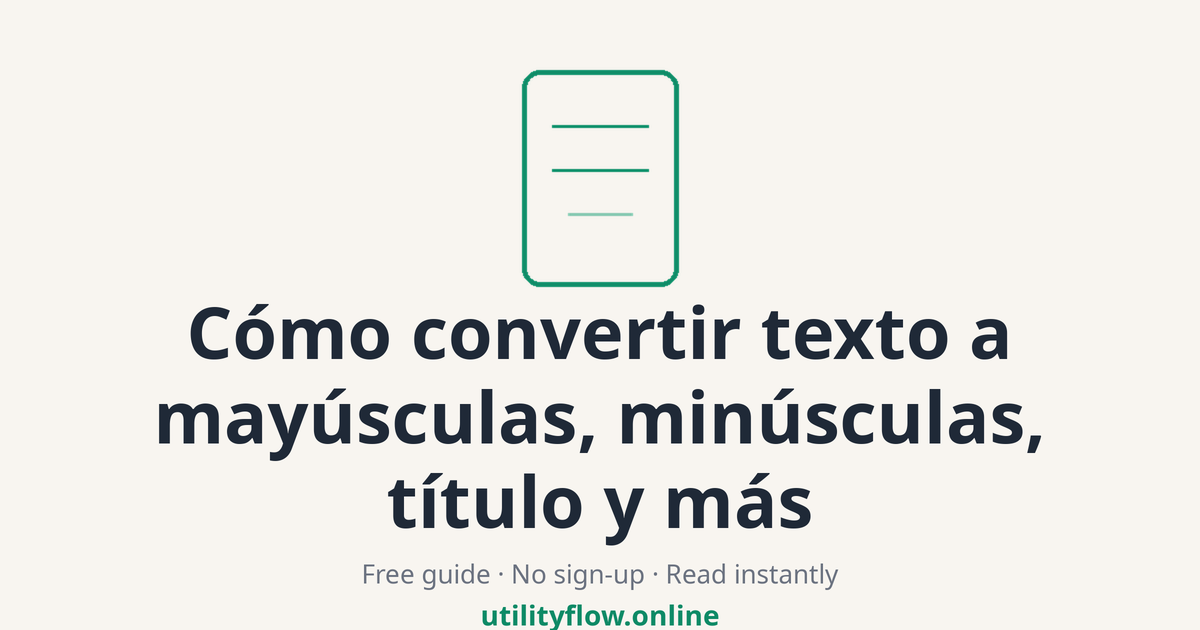 Cómo convertir texto a
mayúsculas, minúsculas,
título y más
Free guide · No sign-up · Read instantly
utilityflow.online